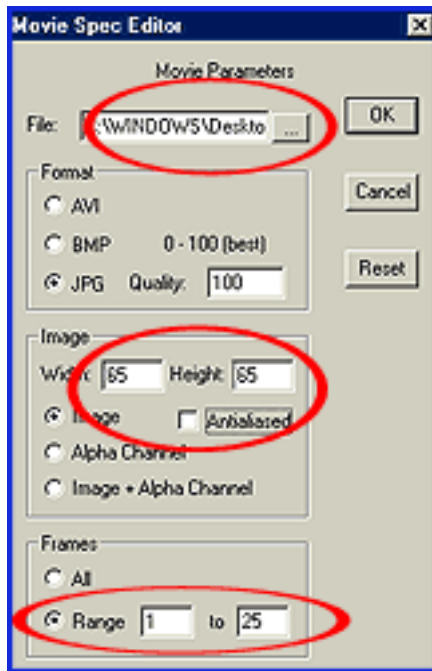 Movie Spec Editor
Movie Parameters
File: :\WINDOWS\Deskto ...
OK
Cancel
Reset
Format
AVI
BMP 0 - 100 (best)
JPG Quality: 100
Image
Width: 65 Height: 65
Image Antialiased
Alpha Channel
Image + Alpha Channel
Frames
All
Range 1 to 25